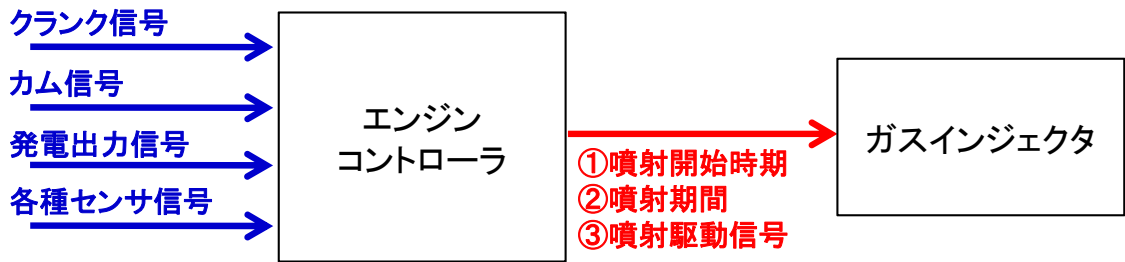 クランク信号
カム信号
発電出力信号
各種センサ信号
エンジン
コントローラ
①噴射開始時期
②噴射期間
③噴射駆動信号
ガスインジェクタ